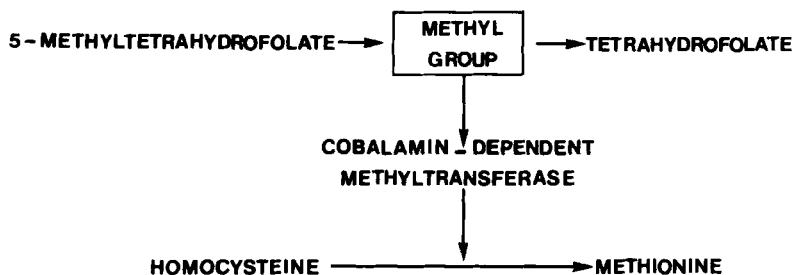 5-METHYLTETRAHYDROFOLATE
METHYL
GROUP
TETRAHYDROFOLATE
COBALAMIN-DEPENDENT
METHYLTRANSFERASE
HOMOCYSTEINE
METHIONINE